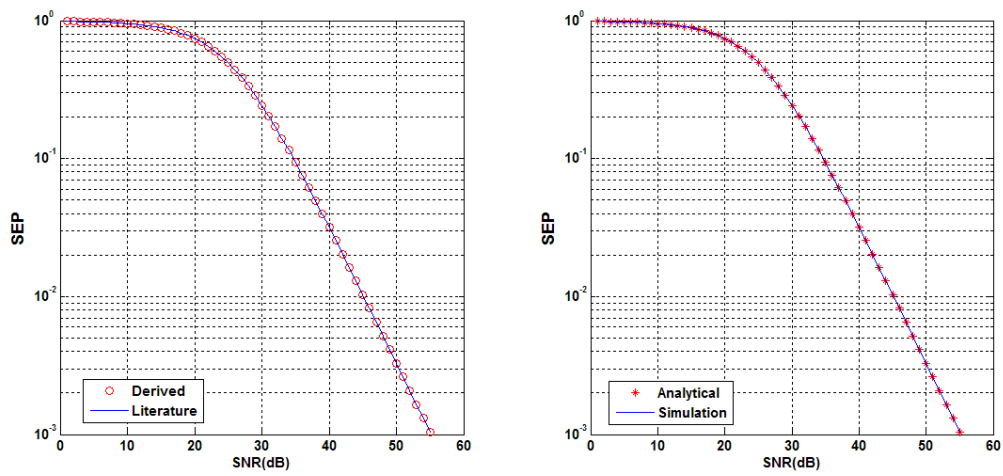 10^0
10^-1
10^-2
10^-3
SEP
0 10 20 30 40 50 60
SNR(dB)
Derived
Literature
10^0
10^-1
10^-2
10^-3
SEP
0 10 20 30 40 50 60
SNR(dB)
Analytical
Simulation